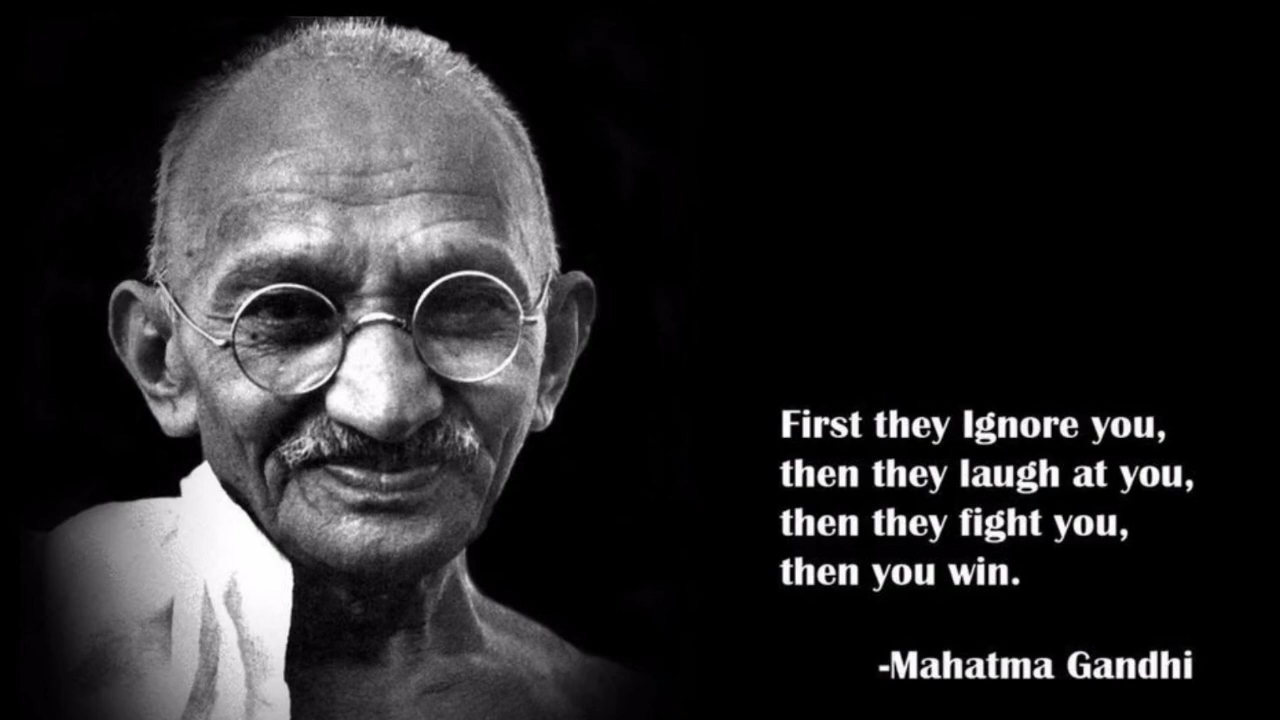 First they Ignore you,
then they laugh at you,
then they fight you,
then you win.
-Mahatma Gandhi